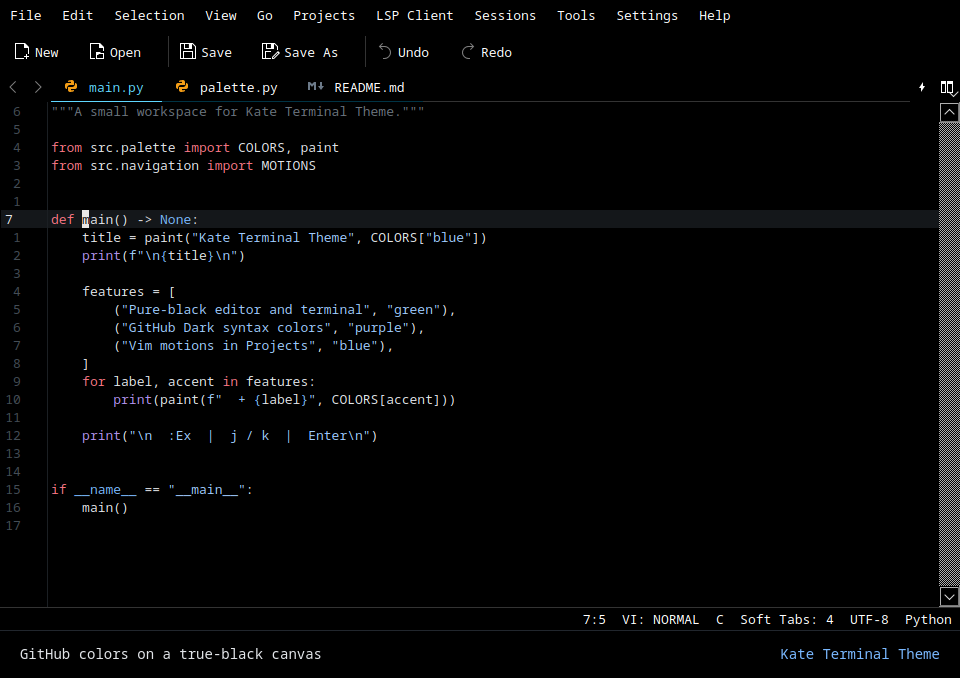 File Edit Selection View Go Projects LSP Client Sessions Tools Settings Help
New Open Save Save As Undo Redo
main.py palette.py M↓ README.md
6 """A small workspace for Kate Terminal Theme."""
5
4 from src.palette import COLORS, paint
3 from src.navigation import MOTIONS
2
1
7 def main() -> None:
1     title = paint("Kate Terminal Theme", COLORS["blue"])
2     print(f"\n{title}\n")
3
4     features = [
5         ("Pure-black editor and terminal", "green"),
6         ("GitHub Dark syntax colors", "purple"),
7         ("Vim motions in Projects", "blue"),
8     ]
9     for label, accent in features:
10         print(paint(f"  + {label}", COLORS[accent]))
11
12     print("\n  :Ex  |  j / k  |  Enter\n")
13
14
15 if __name__ == "__main__":
16     main()
17
7:5 VI: NORMAL C Soft Tabs: 4 UTF-8 Python
GitHub colors on a true-black canvas Kate Terminal Theme